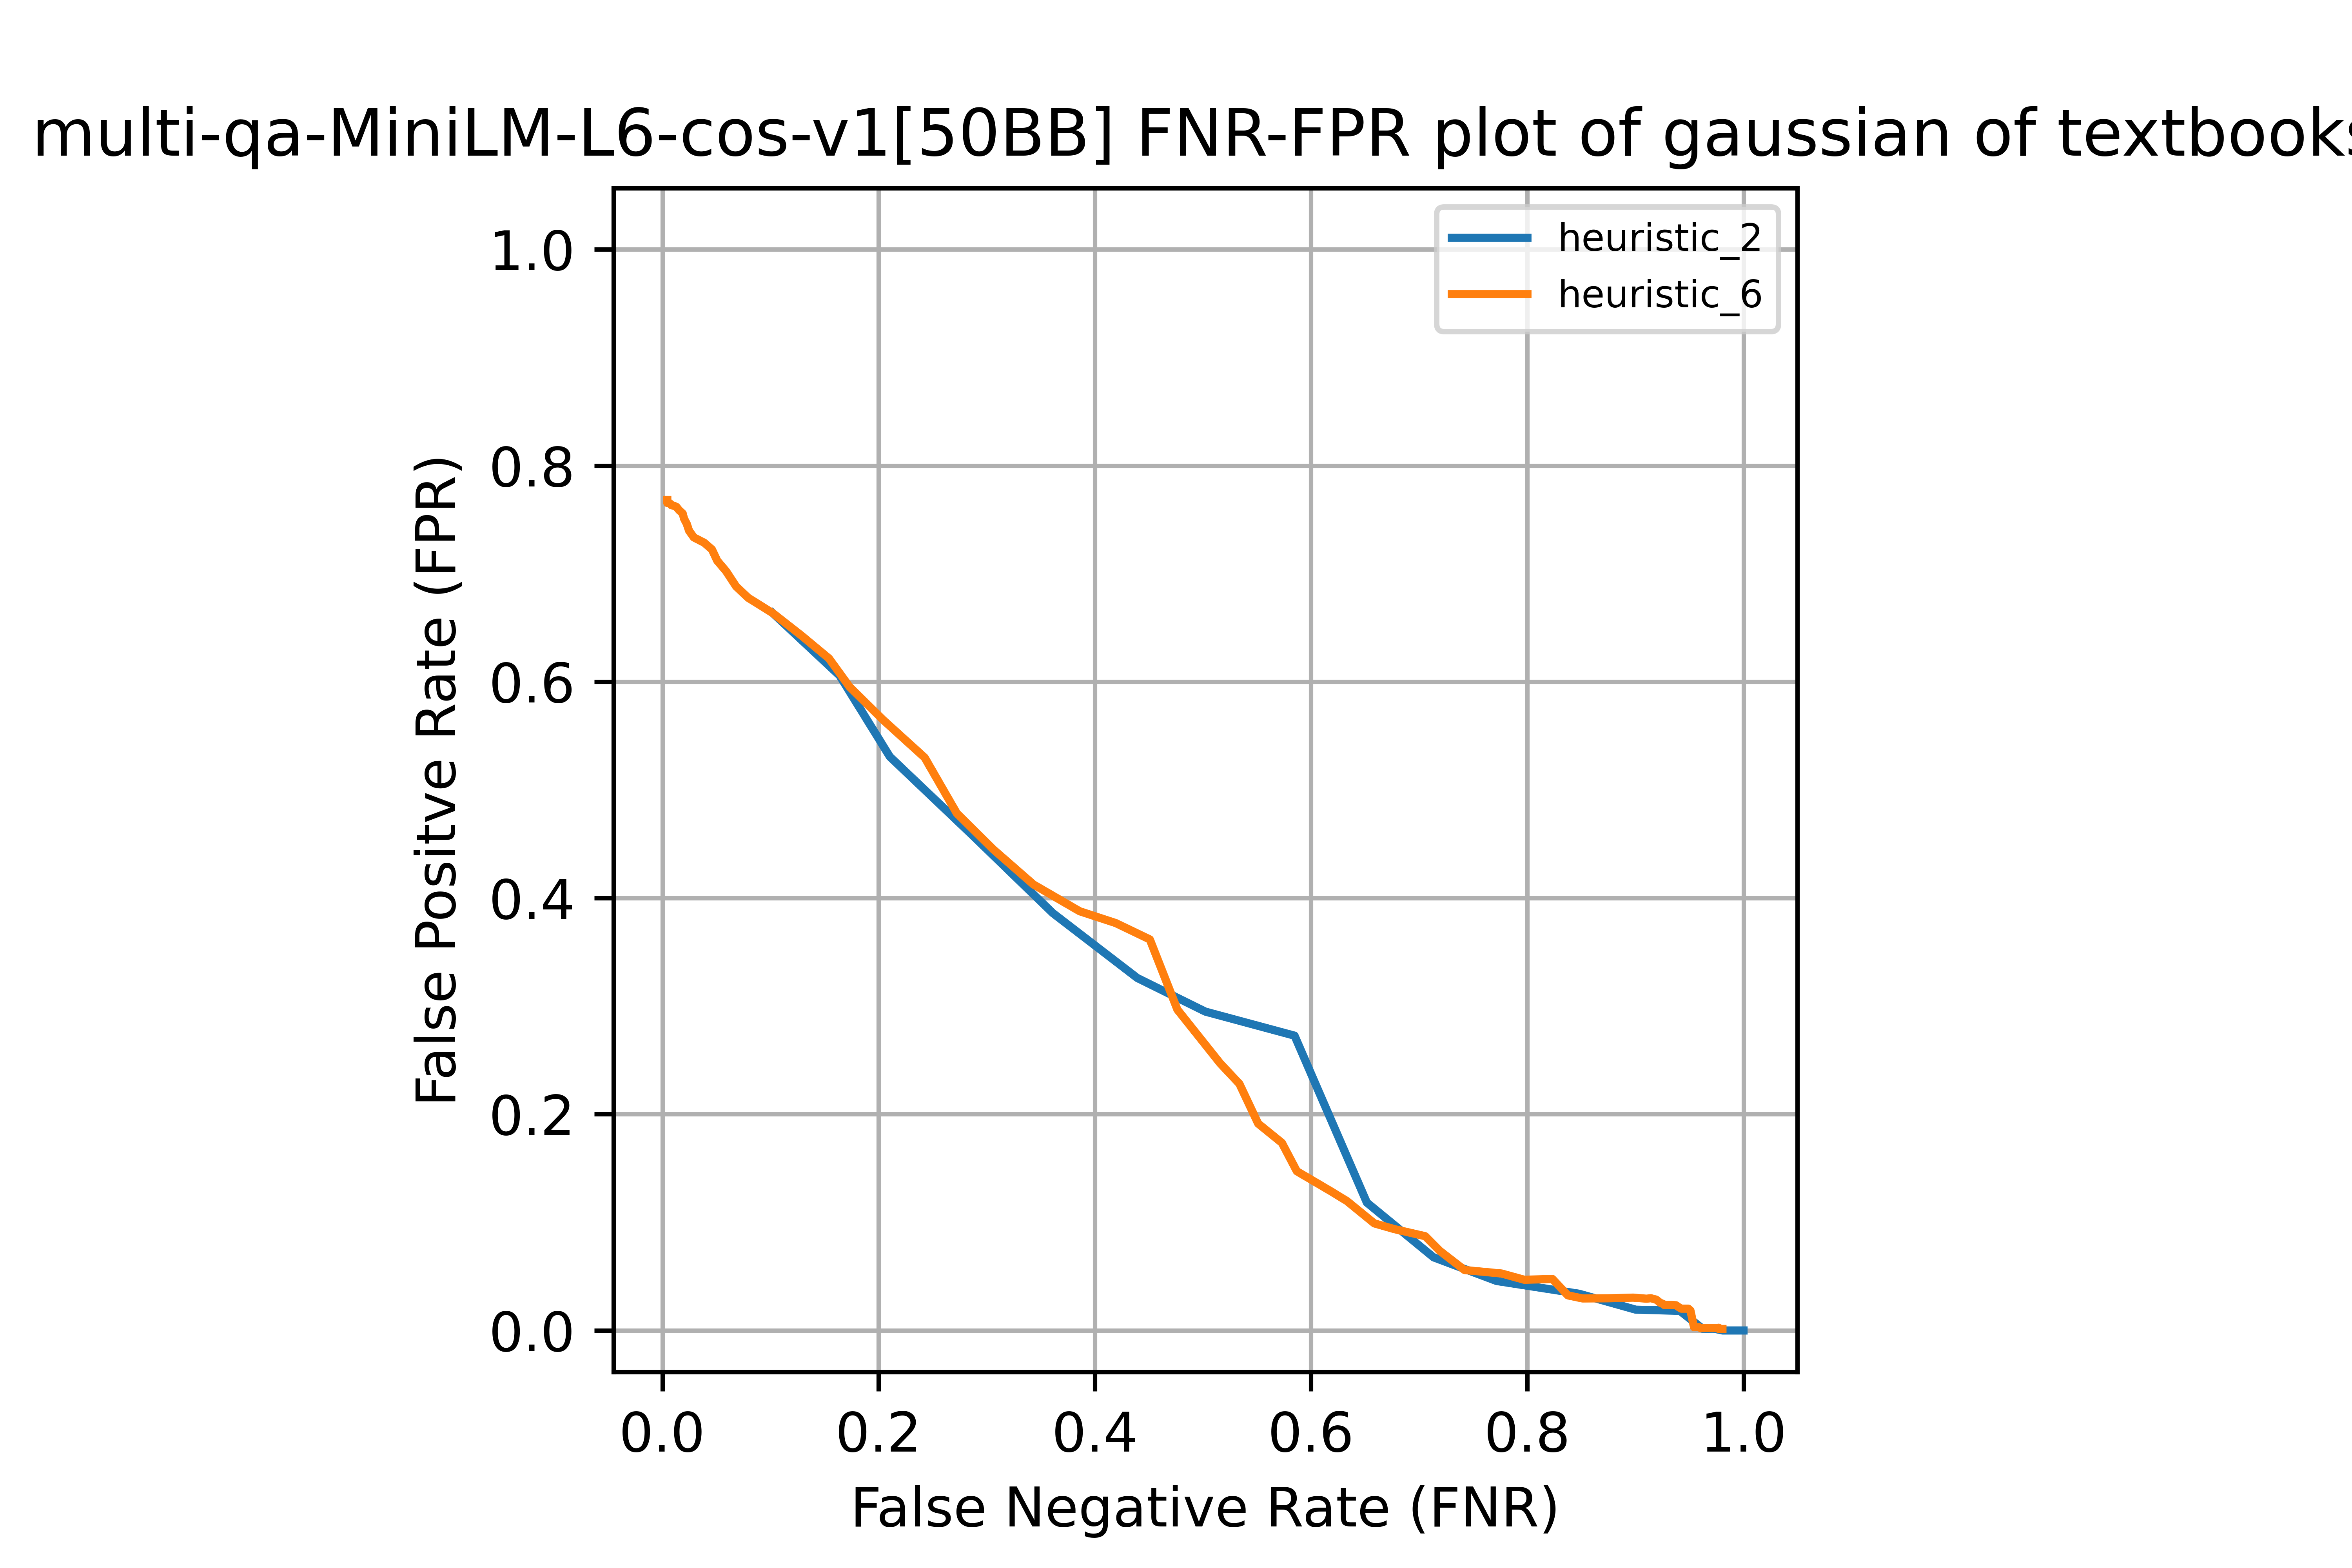 multi-qa-MiniLM-L6-cos-v1[50BB] FNR-FPR plot of gaussian of textbooks
heuristic_2
heuristic_6
1.0
0.8
0.6
0.4
0.2
0.0
False Positve Rate (FPR)
0.0 0.2 0.4 0.6 0.8 1.0
False Negative Rate (FNR)